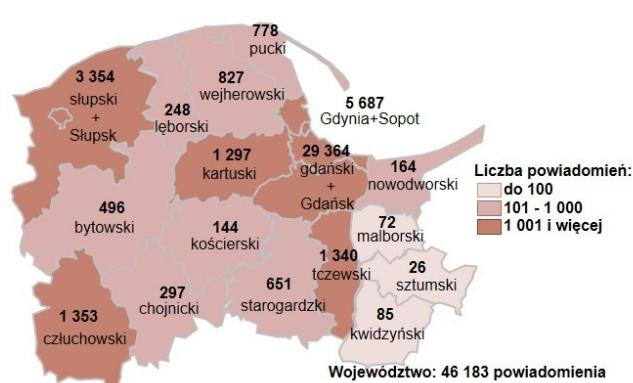 778
pucki
3 354
słupski
+
Słupsk
827
wejherowski
248
lęborski
5 687
Gdynia+Sopot
1 297
kartuski
29 364
gdański
+
Gdańsk
164
nowodworski
Liczba powiadomień:
do 100
101 - 1 000
1 001 i więcej
496
bytowski
144
kościerski
72
malborski
1 340
tczewski
26
sztumski
297
chojnicki
651
starogardzki
1 353
człuchowski
85
kwidzyński
Województwo: 46 183 powiadomienia